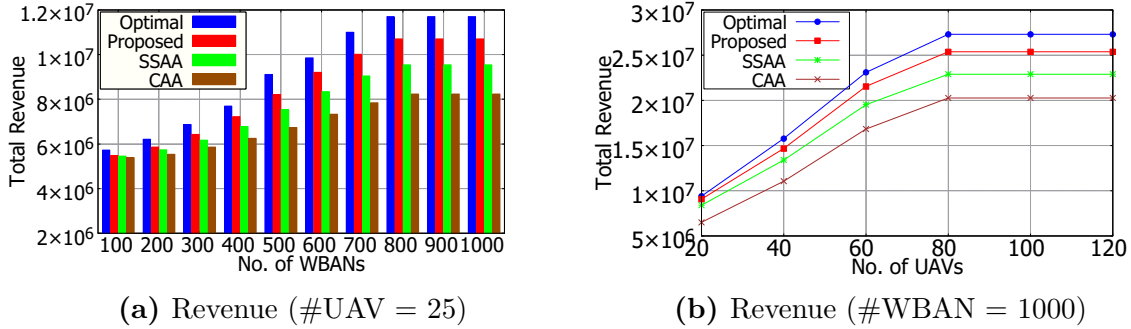 Optimal
Proposed
SSAA
CAA
Total Revenue
1.2×10⁷
1×10⁷
8×10⁶
6×10⁶
4×10⁶
2×10⁶
100 200 300 400 500 600 700 800 900 1000
No. of WBANs
(a) Revenue (#UAV = 25)
Optimal
Proposed
SSAA
CAA
Total Revenue
3×10⁷
2.5×10⁷
2×10⁷
1.5×10⁷
1×10⁷
5×10⁶
20 40 60 80 100 120
No. of UAVs
(b) Revenue (#WBAN = 1000)